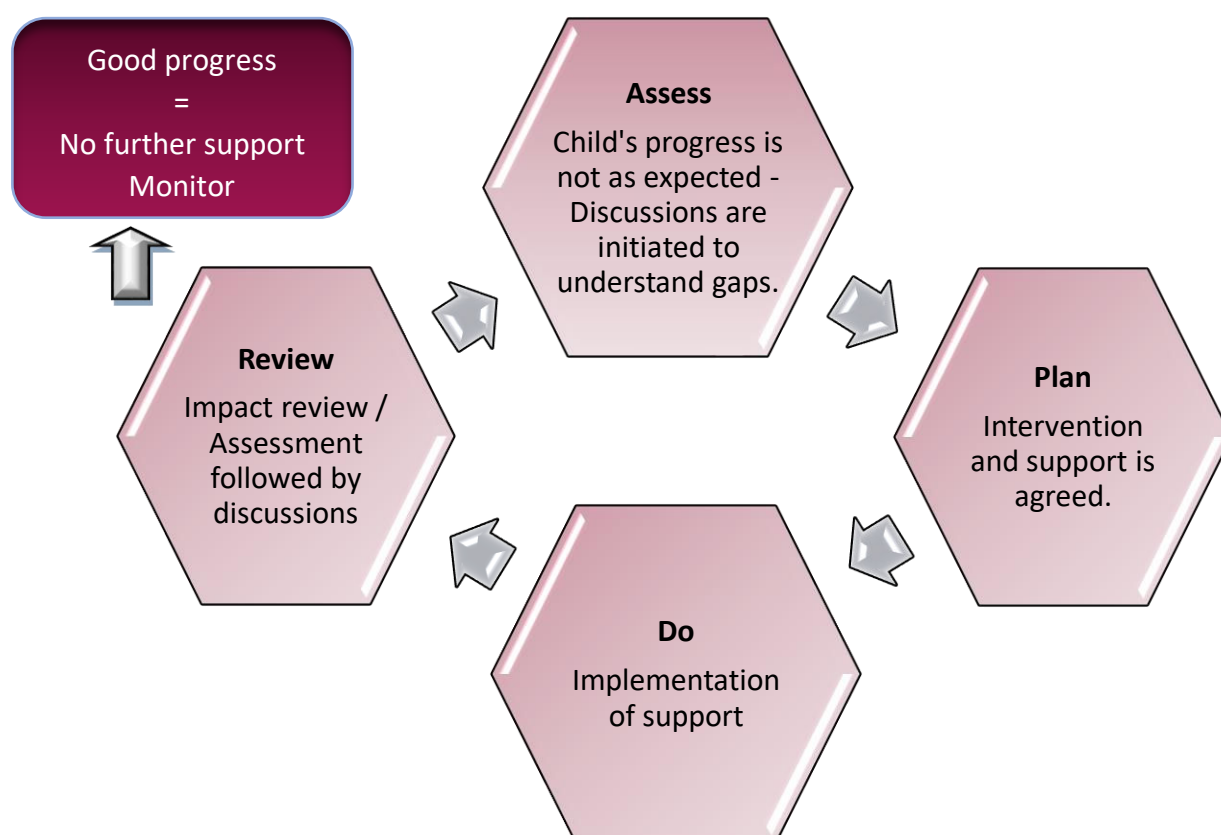 Good progress
=
No further support
Monitor
Assess
Child's progress is
not as expected -
Discussions are
initiated to
understand gaps.
Plan
Intervention
and support is
agreed.
Do
Implementation
of support
Review
Impact review /
Assessment
followed by
discussions